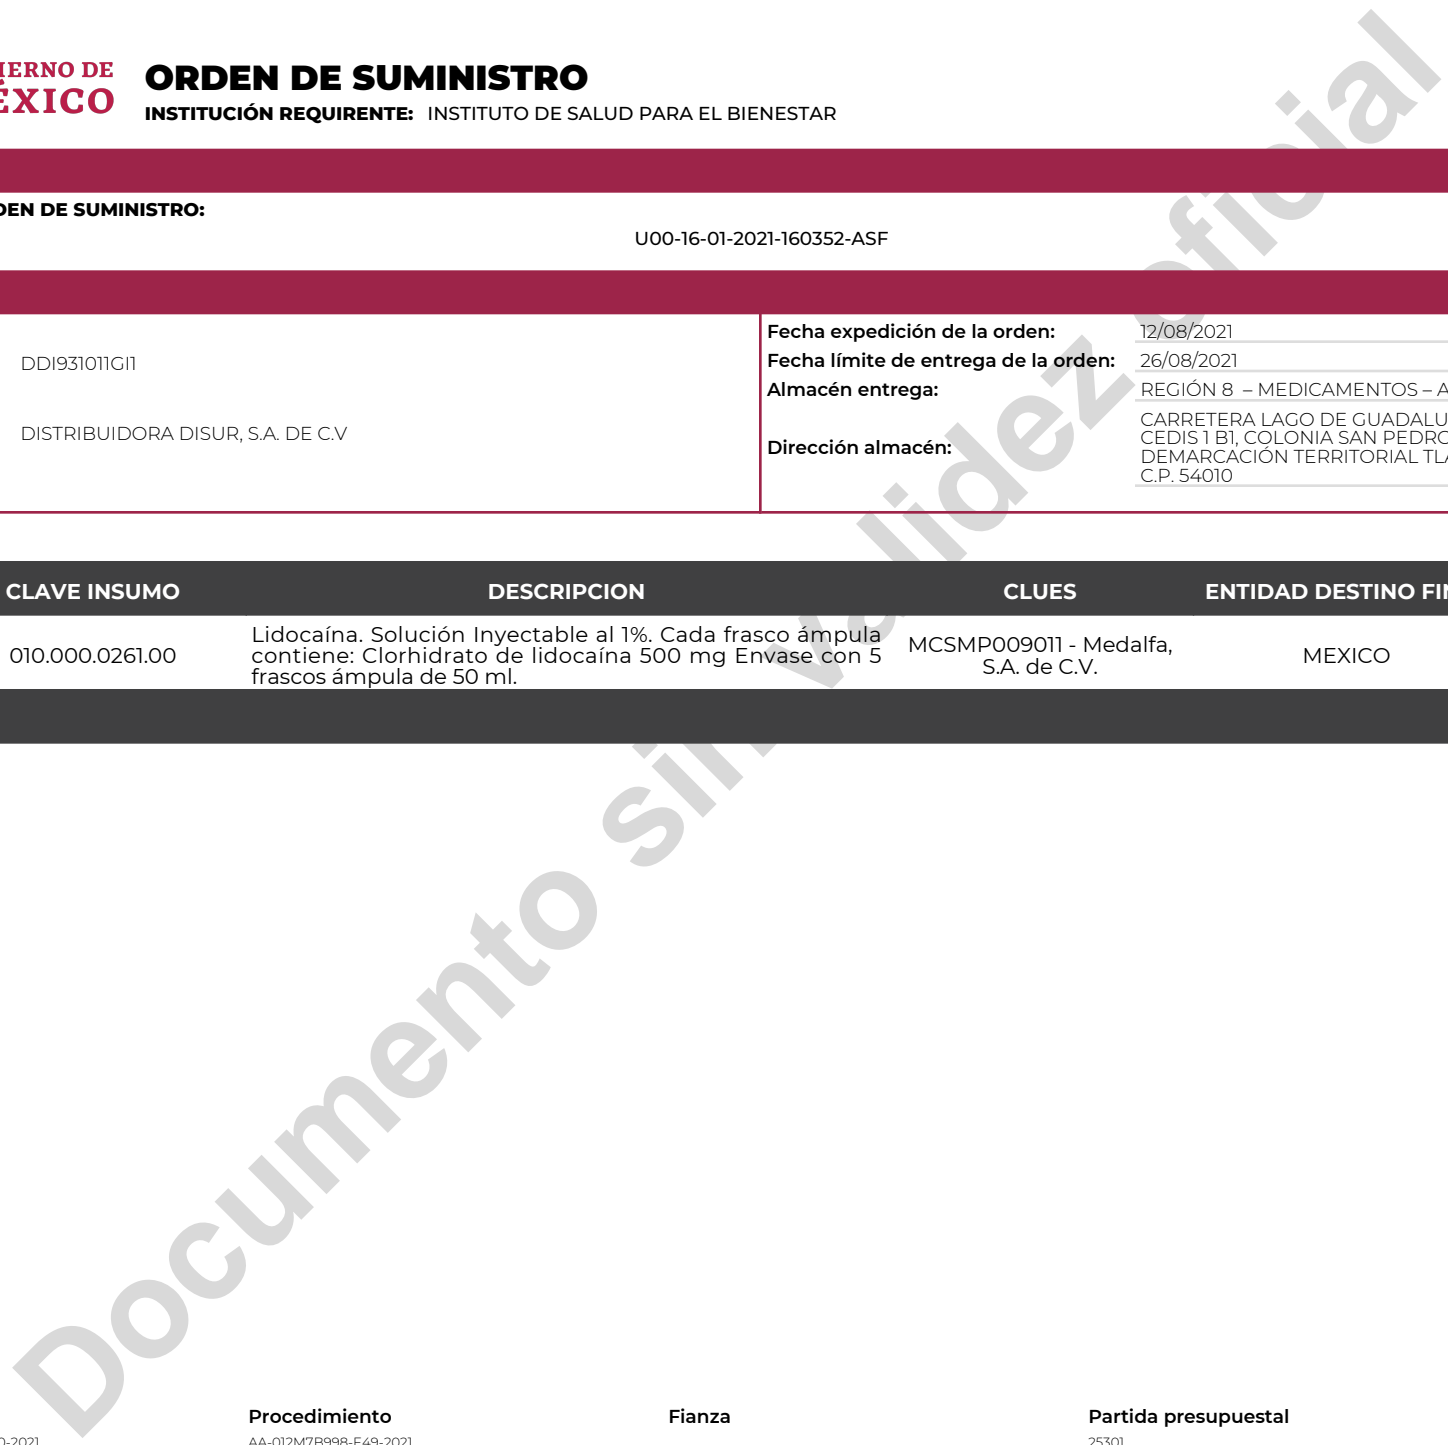 IERNO DE
ÉXICO
ORDEN DE SUMINISTRO
INSTITUCIÓN REQUIRENTE: INSTITUTO DE SALUD PARA EL BIENESTAR
DEN DE SUMINISTRO:
U00-16-01-2021-160352-ASF
DDI931011GI1
DISTRIBUIDORA DISUR, S.A. DE C.V
Fecha expedición de la orden: 12/08/2021
Fecha límite de entrega de la orden: 26/08/2021
Almacén entrega: REGIÓN 8 – MEDICAMENTOS – A
Dirección almacén:
CARRETERA LAGO DE GUADALU
CEDIS 1 B1, COLONIA SAN PEDRO
DEMARCACIÓN TERRITORIAL TLA
C.P. 54010
CLAVE INSUMO DESCRIPCION CLUES ENTIDAD DESTINO FIN
010.000.0261.00
Lidocaína. Solución Inyectable al 1%. Cada frasco ámpula
contiene: Clorhidrato de lidocaína 500 mg Envase con 5
frascos ámpula de 50 ml.
MCSMP009011 - Medalfa,
S.A. de C.V.
MEXICO
Documento sin validez oficial
Procedimiento Fianza Partida presupuestal
0-2021 AA-012M7B998-E49-2021 25301